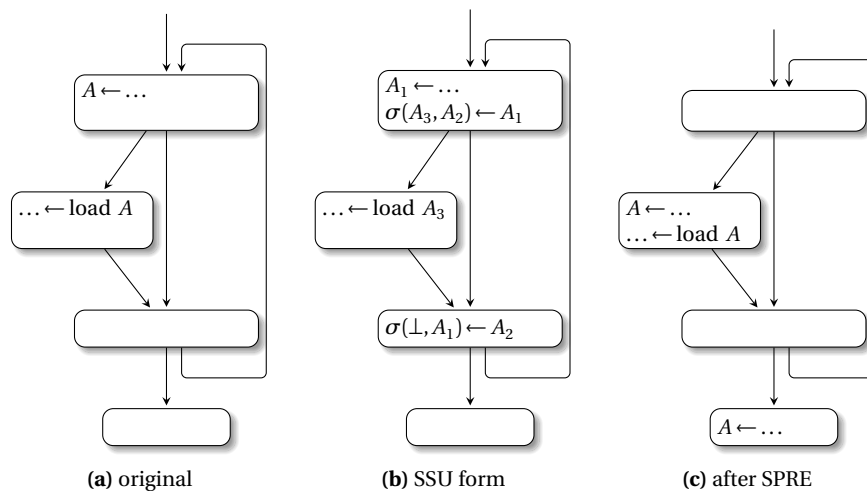 A ← ...
... ← load A
(a) original
A₁ ← ...
σ(A₃, A₂) ← A₁
... ← load A₃
σ(⊥, A₁) ← A₂
(b) SSU form
A ← ...
... ← load A
A ← ...
(c) after SPRE